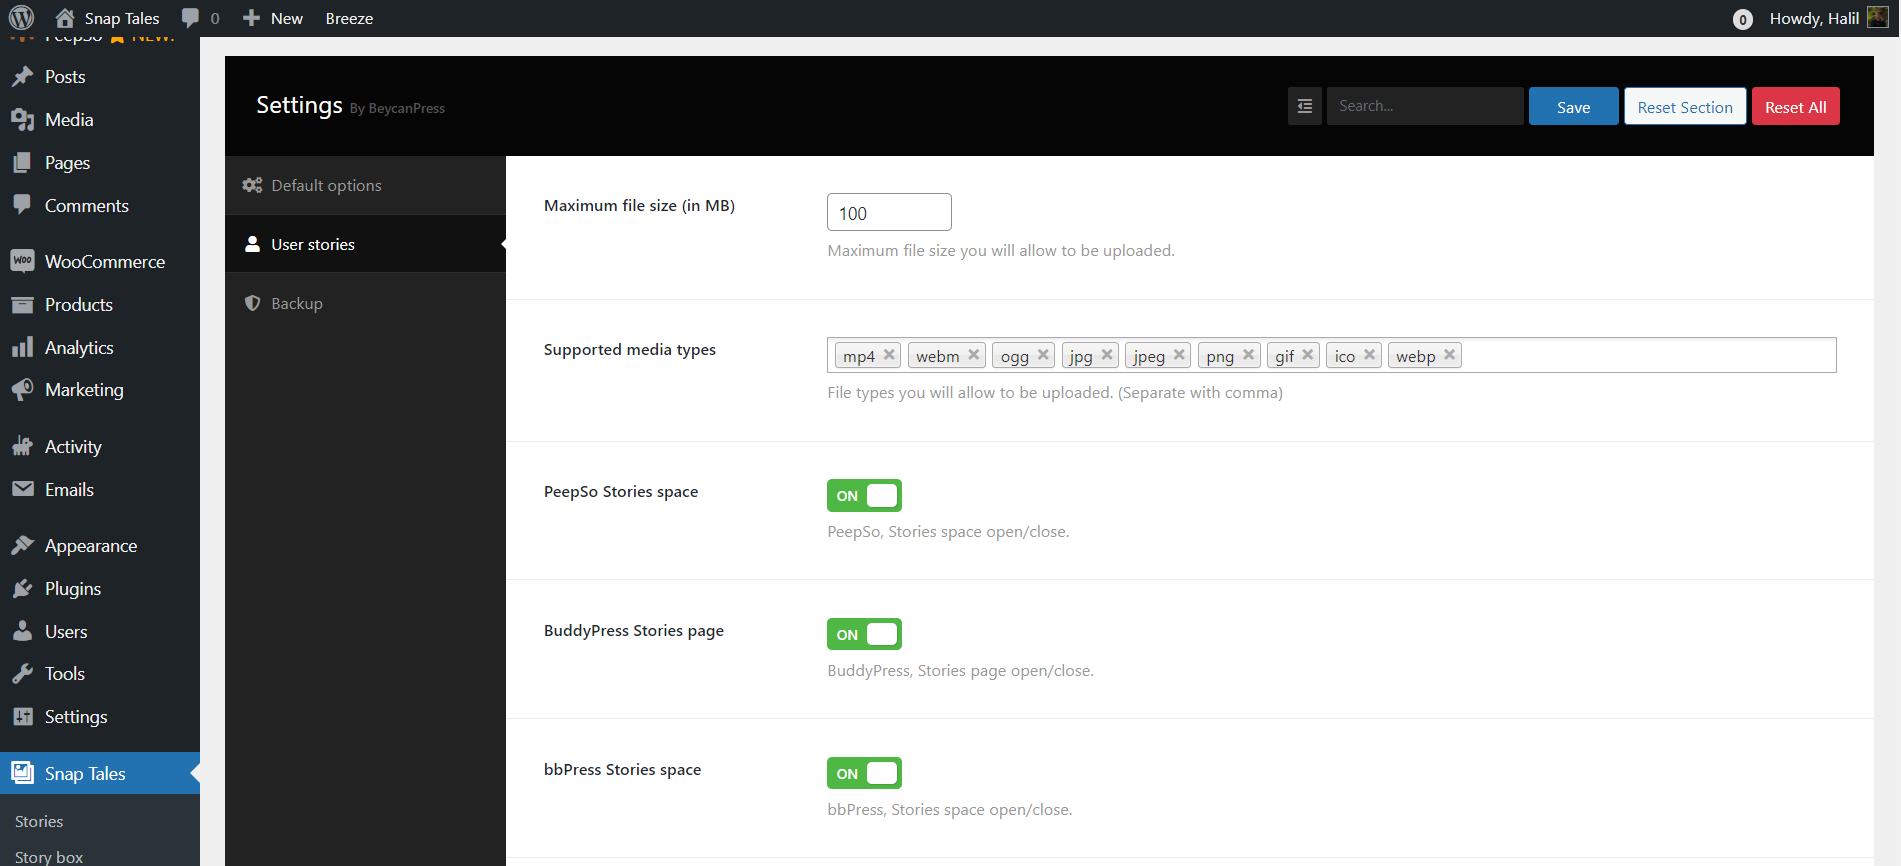 Snap Tales 0 New Breeze 0 Howdy, Halil
PeepSo NEW!
Posts
Media
Pages
Comments
WOO WooCommerce
Products
Analytics
Marketing
Activity
Emails
Appearance
Plugins
Users
Tools
Settings
Snap Tales
Stories
Story box
Settings By BeycanPress
Search...
Save
Reset Section
Reset All
Default options
User stories
Backup
Maximum file size (in MB)
100
Maximum file size you will allow to be uploaded.
Supported media types
mp4 webm ogg jpg jpeg png gif ico webp
File types you will allow to be uploaded. (Separate with comma)
PeepSo Stories space
ON
PeepSo, Stories space open/close.
BuddyPress Stories page
ON
BuddyPress, Stories page open/close.
bbPress Stories space
ON
bbPress, Stories space open/close.